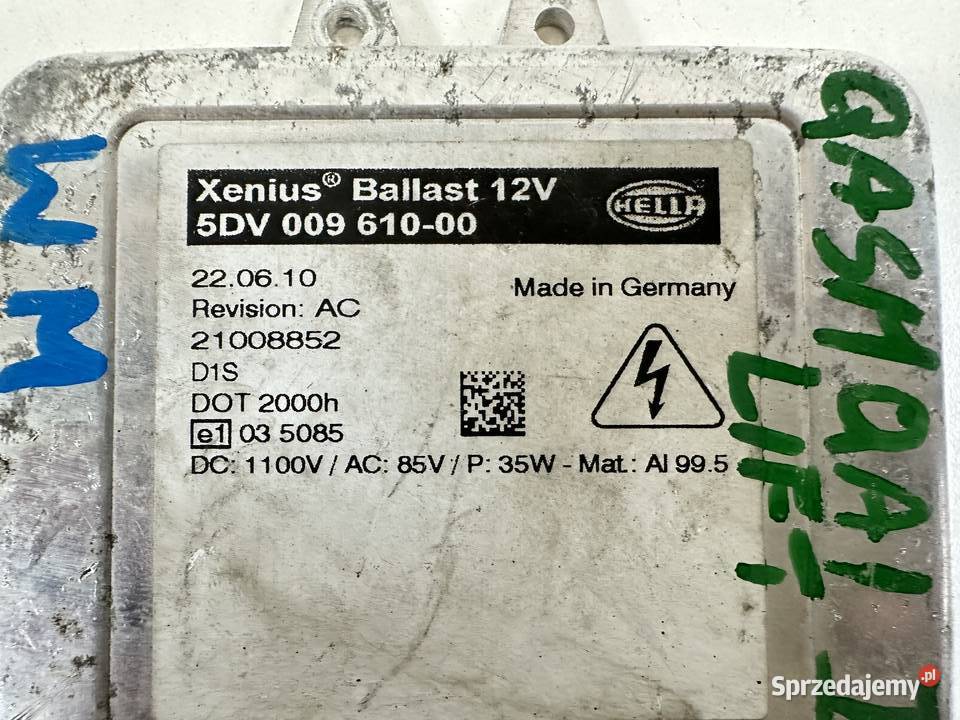 Xenius® Ballast 12V
5DV 009 610-00
HELLA
22.06.10
Made in Germany
Revision: AC
21008852
D1S
DOT 2000h
e1 03 5085
DC: 1100V / AC: 85V / P: 35W - Mat.: Al 99.5
WM
QASHQAI
LIFT
Sprzedajemy.pl